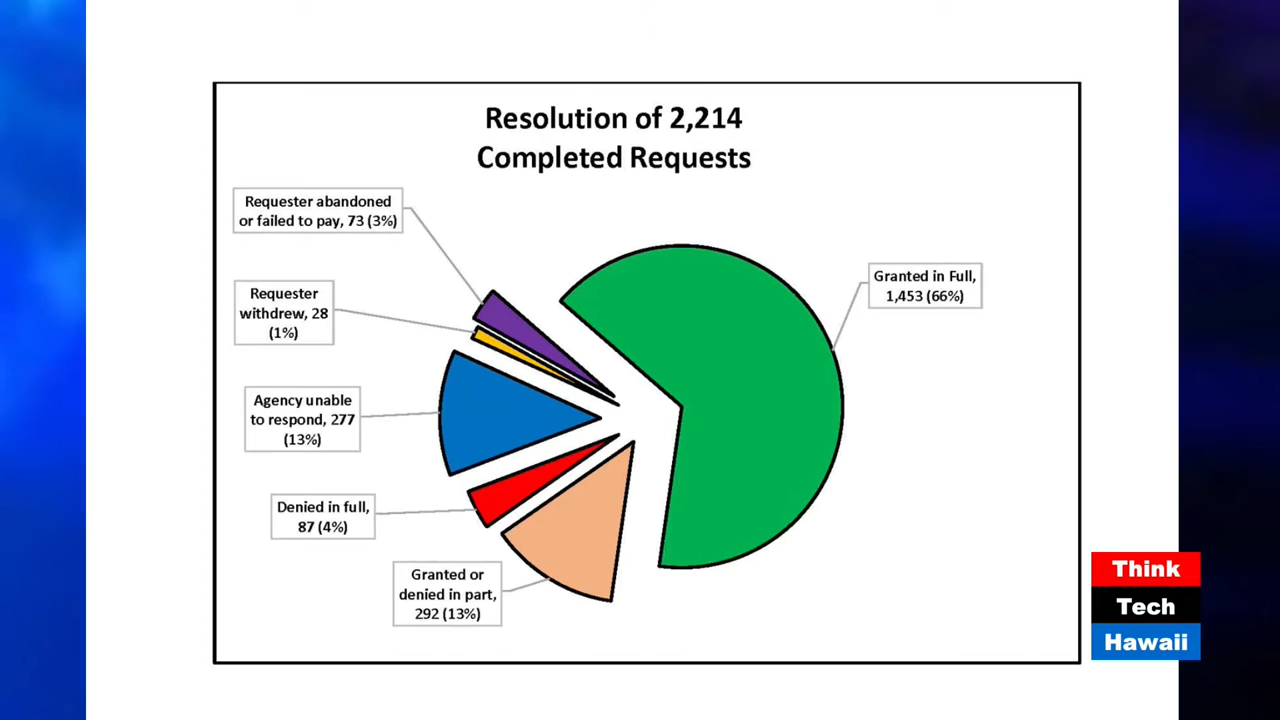 Resolution of 2,214
Completed Requests
Requester abandoned
or failed to pay, 73 (3%)
Granted in Full,
1,453 (66%)
Requester
withdrew, 28
(1%)
Agency unable
to respond, 277
(13%)
Denied in full,
87 (4%)
Granted or
denied in part,
292 (13%)
Think
Tech
Hawaii